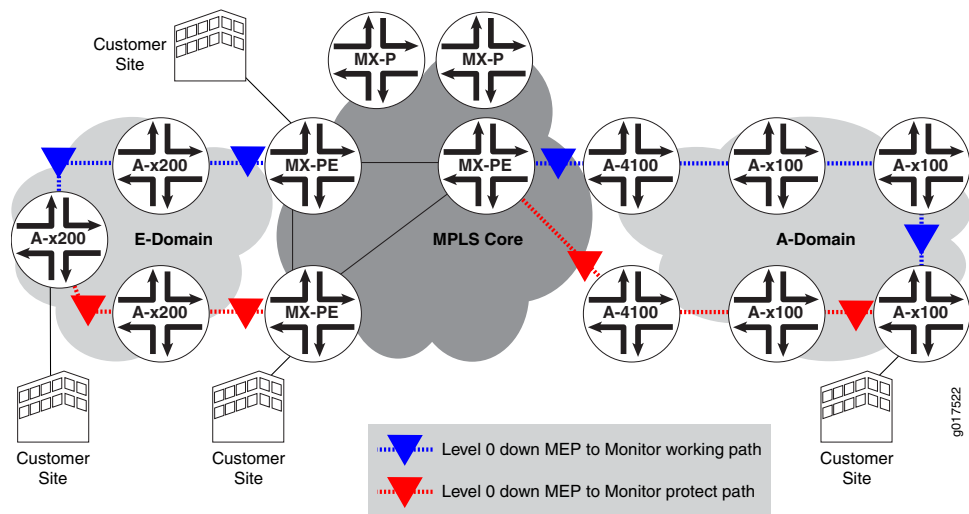 Customer
Site
MX-P
MX-P
A-x200
MX-PE
MX-PE
A-4100
A-x100
A-x100
A-x200
E-Domain
MPLS Core
A-Domain
A-x200
MX-PE
A-4100
A-x100
A-x100
Customer
Site
Customer
Site
Customer
Site
Level 0 down MEP to Monitor working path
Level 0 down MEP to Monitor protect path
g017522